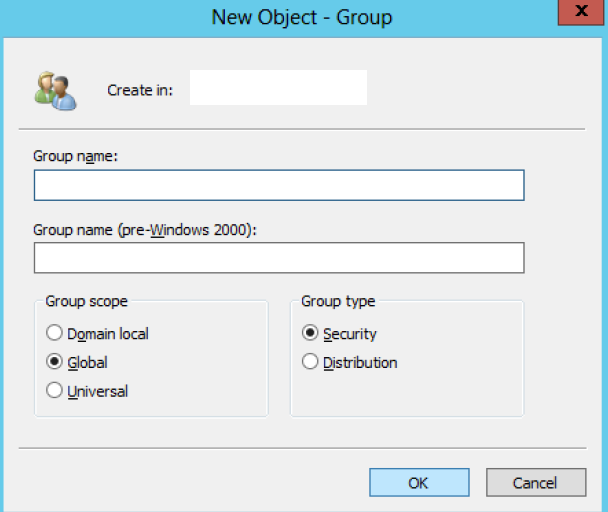 New Object - Group
x
Create in:
Group name:
Group name (pre-Windows 2000):
Group scope
Domain local
Global
Universal
Group type
Security
Distribution
OK
Cancel